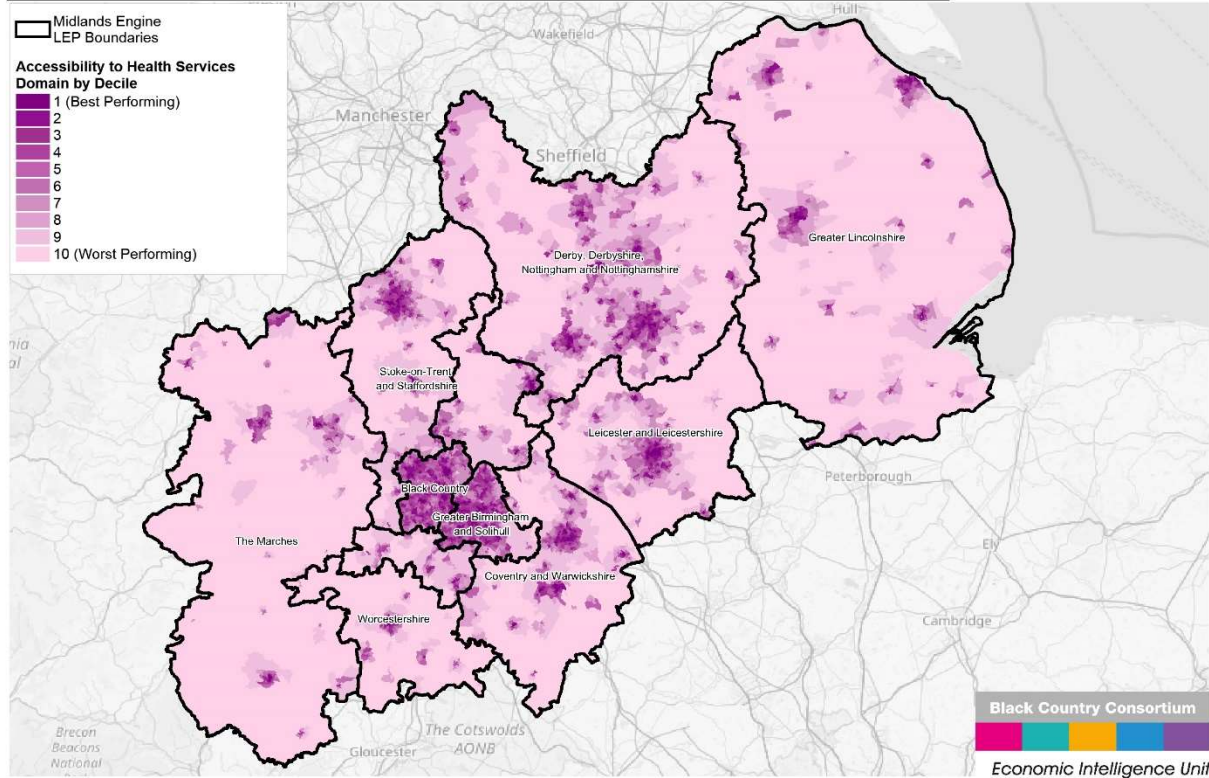 Midlands Engine
LEP Boundaries
Accessibility to Health Services
Domain by Decile
1 (Best Performing)
2
3
4
5
6
7
8
9
10 (Worst Performing)
Hull
Wakefield
Manchester
Sheffield
Greater Lincolnshire
Derby, Derbyshire,
Nottingham and Nottinghamshire
Stoke-on-Trent
and Staffordshire
Leicester and Leicestershire
Peterborough
Black Country
Greater Birmingham
and Solihull
The Marches
Ely
Coventry and Warwickshire
Worcestershire
Cambridge
The Cotswolds
AONB
Gloucester
Brecon
Beacons
National
Black Country Consortium
Economic Intelligence Unit